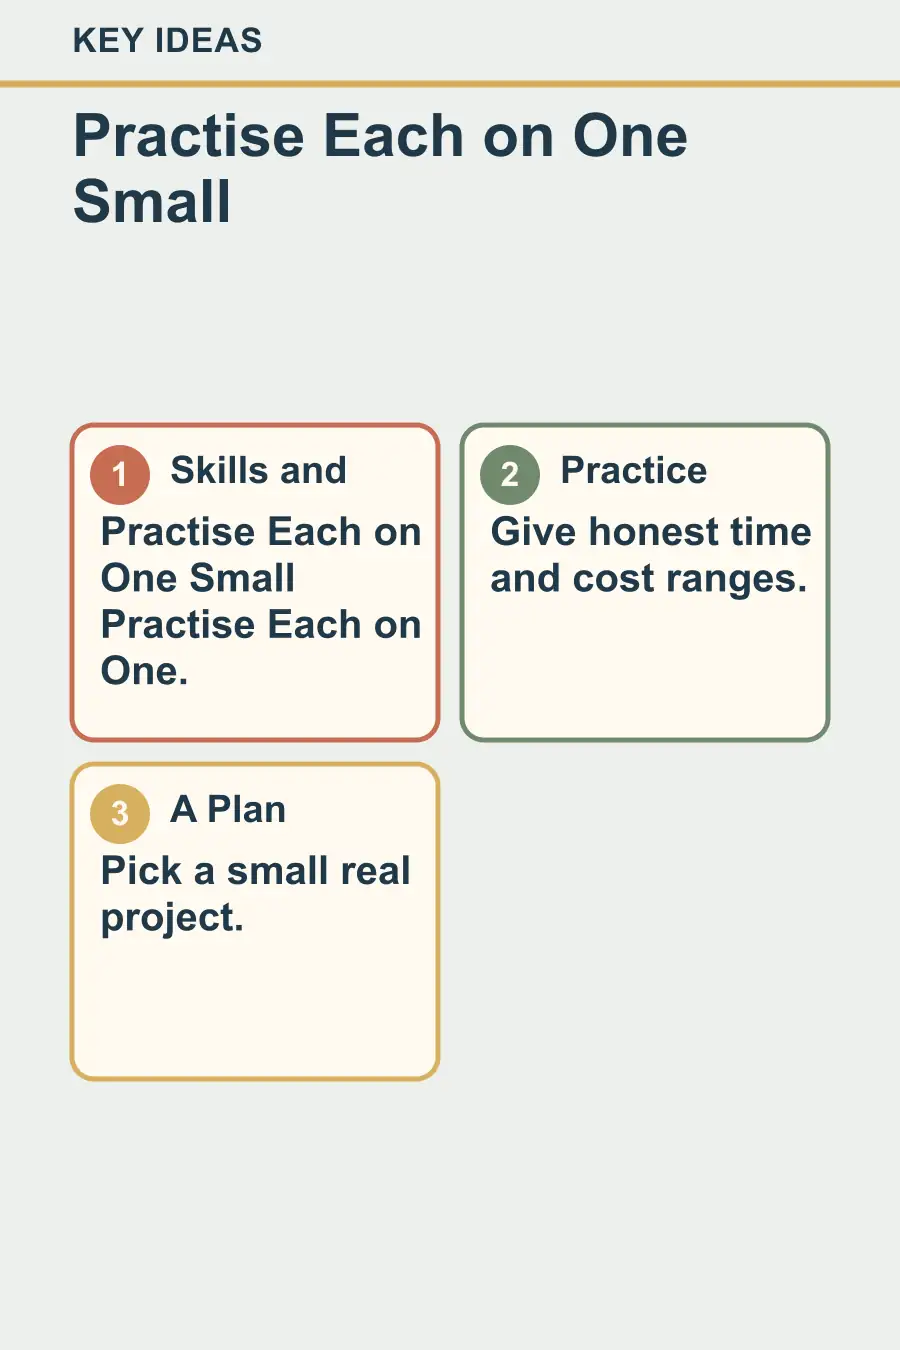 KEY IDEAS
Practise Each on One
Small
1 Skills and
Practise Each on
One Small
Practise Each on
One.
2 Practice
Give honest time
and cost ranges.
3 A Plan
Pick a small real
project.